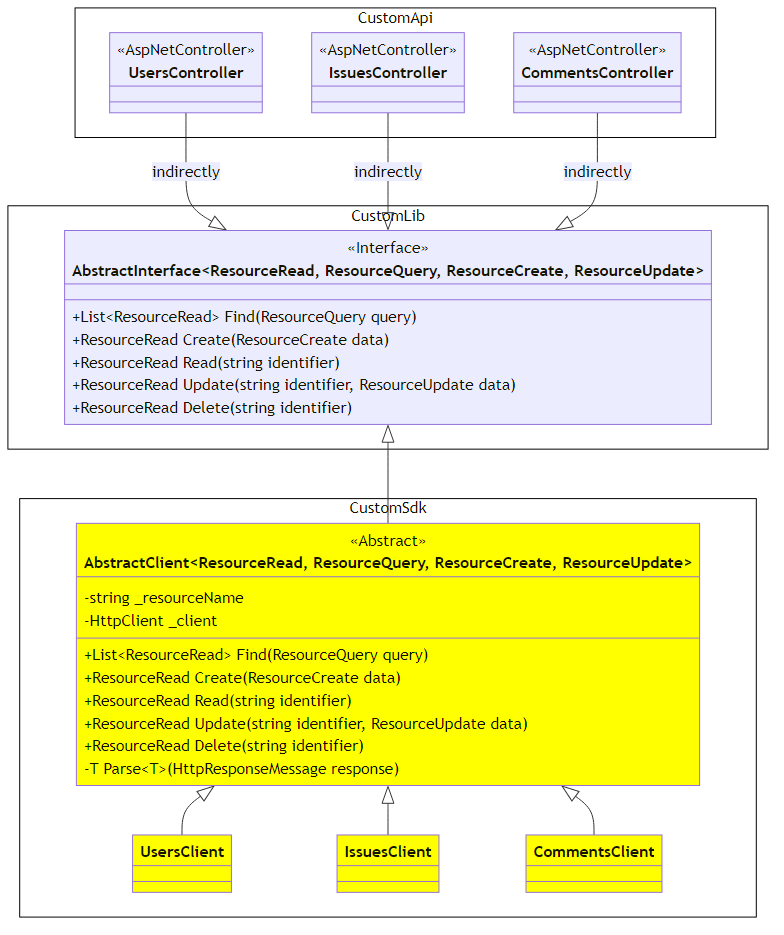 CustomApi
«AspNetController»
UsersController
«AspNetController»
IssuesController
«AspNetController»
CommentsController
indirectly
indirectly
indirectly
CustomLib
«Interface»
AbstractInterface<ResourceRead, ResourceQuery, ResourceCreate, ResourceUpdate>
+List<ResourceRead> Find(ResourceQuery query)
+ResourceRead Create(ResourceCreate data)
+ResourceRead Read(string identifier)
+ResourceRead Update(string identifier, ResourceUpdate data)
+ResourceRead Delete(string identifier)
CustomSdk
«Abstract»
AbstractClient<ResourceRead, ResourceQuery, ResourceCreate, ResourceUpdate>
-string _resourceName
-HttpClient _client
+List<ResourceRead> Find(ResourceQuery query)
+ResourceRead Create(ResourceCreate data)
+ResourceRead Read(string identifier)
+ResourceRead Update(string identifier, ResourceUpdate data)
+ResourceRead Delete(string identifier)
-T Parse<T>(HttpResponseMessage response)
UsersClient
IssuesClient
CommentsClient